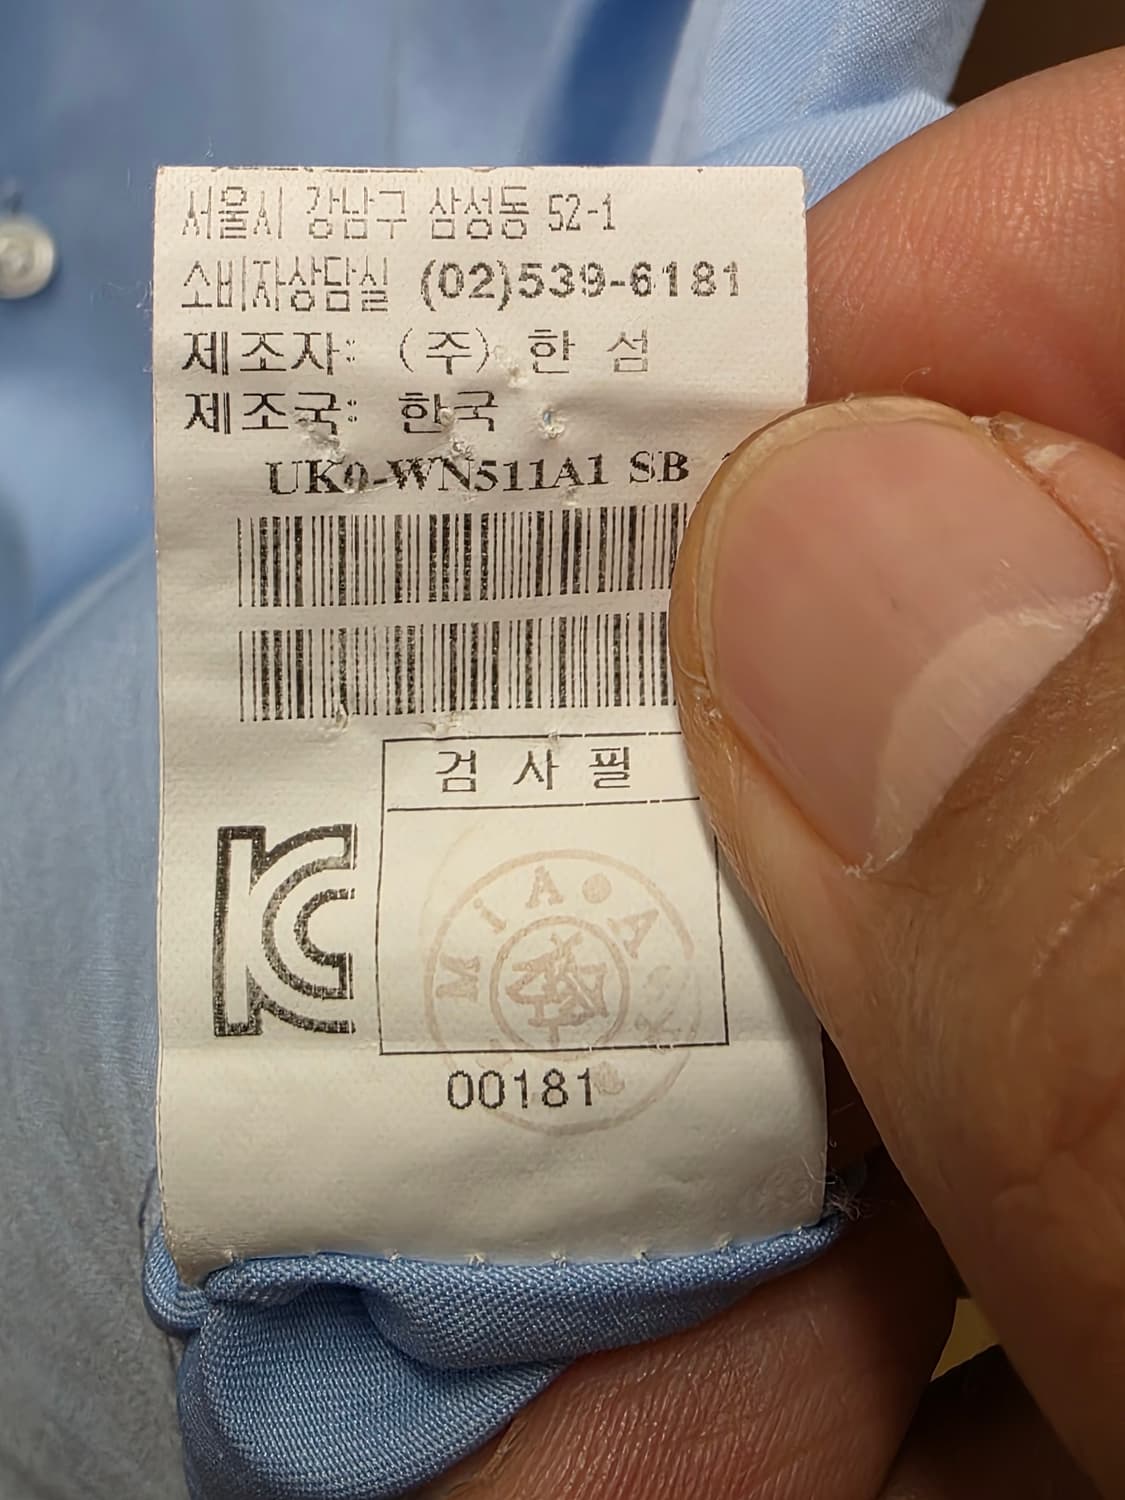 서울시 강남구 삼성동 52-1
소비자상담실 (02)539-6181
제조자: (주) 한 섬
제조국: 한국
UK0-WN511A1 SB
검 사 필
MiA
00181